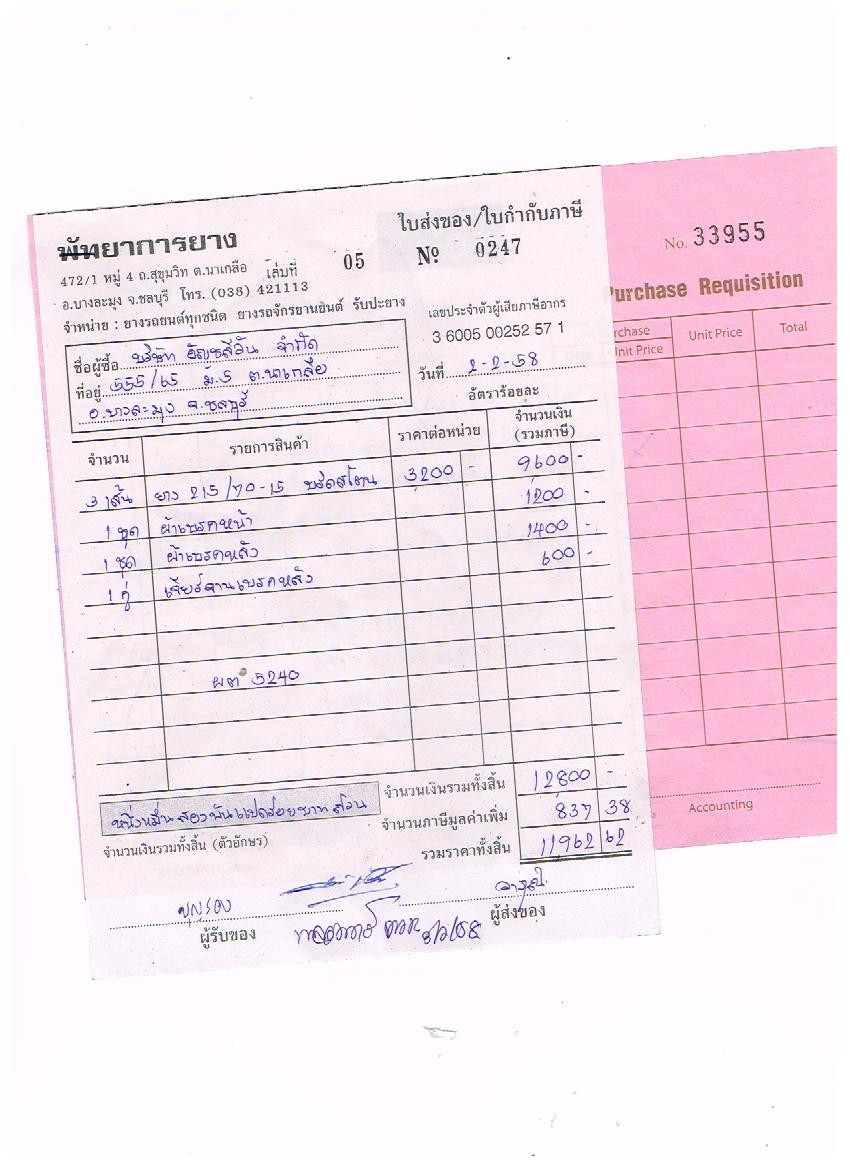 พัทยาการยาง
ใบส่งของ/ใบกำกับภาษี
472/1 หมู่ 4 ถ.สุขุมวิท ต.นาเกลือ เล่มที่ 05 Nº 0247
อ.บางละมุง จ.ชลบุรี โทร. (038) 421113
จำหน่าย : ยางรถยนต์ทุกชนิด ยางรถจักรยานยนต์ รับปะยาง
เลขประจำตัวผู้เสียภาษีอากร
3 6005 00252 57 1
ชื่อผู้ซื้อ บริษัท อัญชลีวัน จำกัด
ที่อยู่ 555/65 ม.5 ต.นาเกลือ
อ.บางละมุง จ.ชลบุรี
วันที่ 2-2-58
อัตราร้อยละ
จำนวน รายการสินค้า ราคาต่อหน่วย จำนวนเงิน (รวมภาษี)
3 เส้น ยาง 215/70-15 บริดสโตน 3200 - 9600 -
1 ชุด ผ้าเบรคหน้า 1200 -
1 ชุด ผ้าเบรคหลัง 1400 -
1 คู่ เจียร์จานเบรคหลัง 600 -
ผต 5240
จำนวนเงินรวมทั้งสิ้น 12800 -
หนึ่งหมื่นสองพันแปดร้อยบาทถ้วน
จำนวนภาษีมูลค่าเพิ่ม 837 38
จำนวนเงินรวมทั้งสิ้น (ตัวอักษร)
รวมราคาทั้งสิ้น 11962 62
ผู้รับของ
ผู้ส่งของ
No. 33955
Purchase Requisition
rchase
Unit Price
Unit Price
Total
Accounting